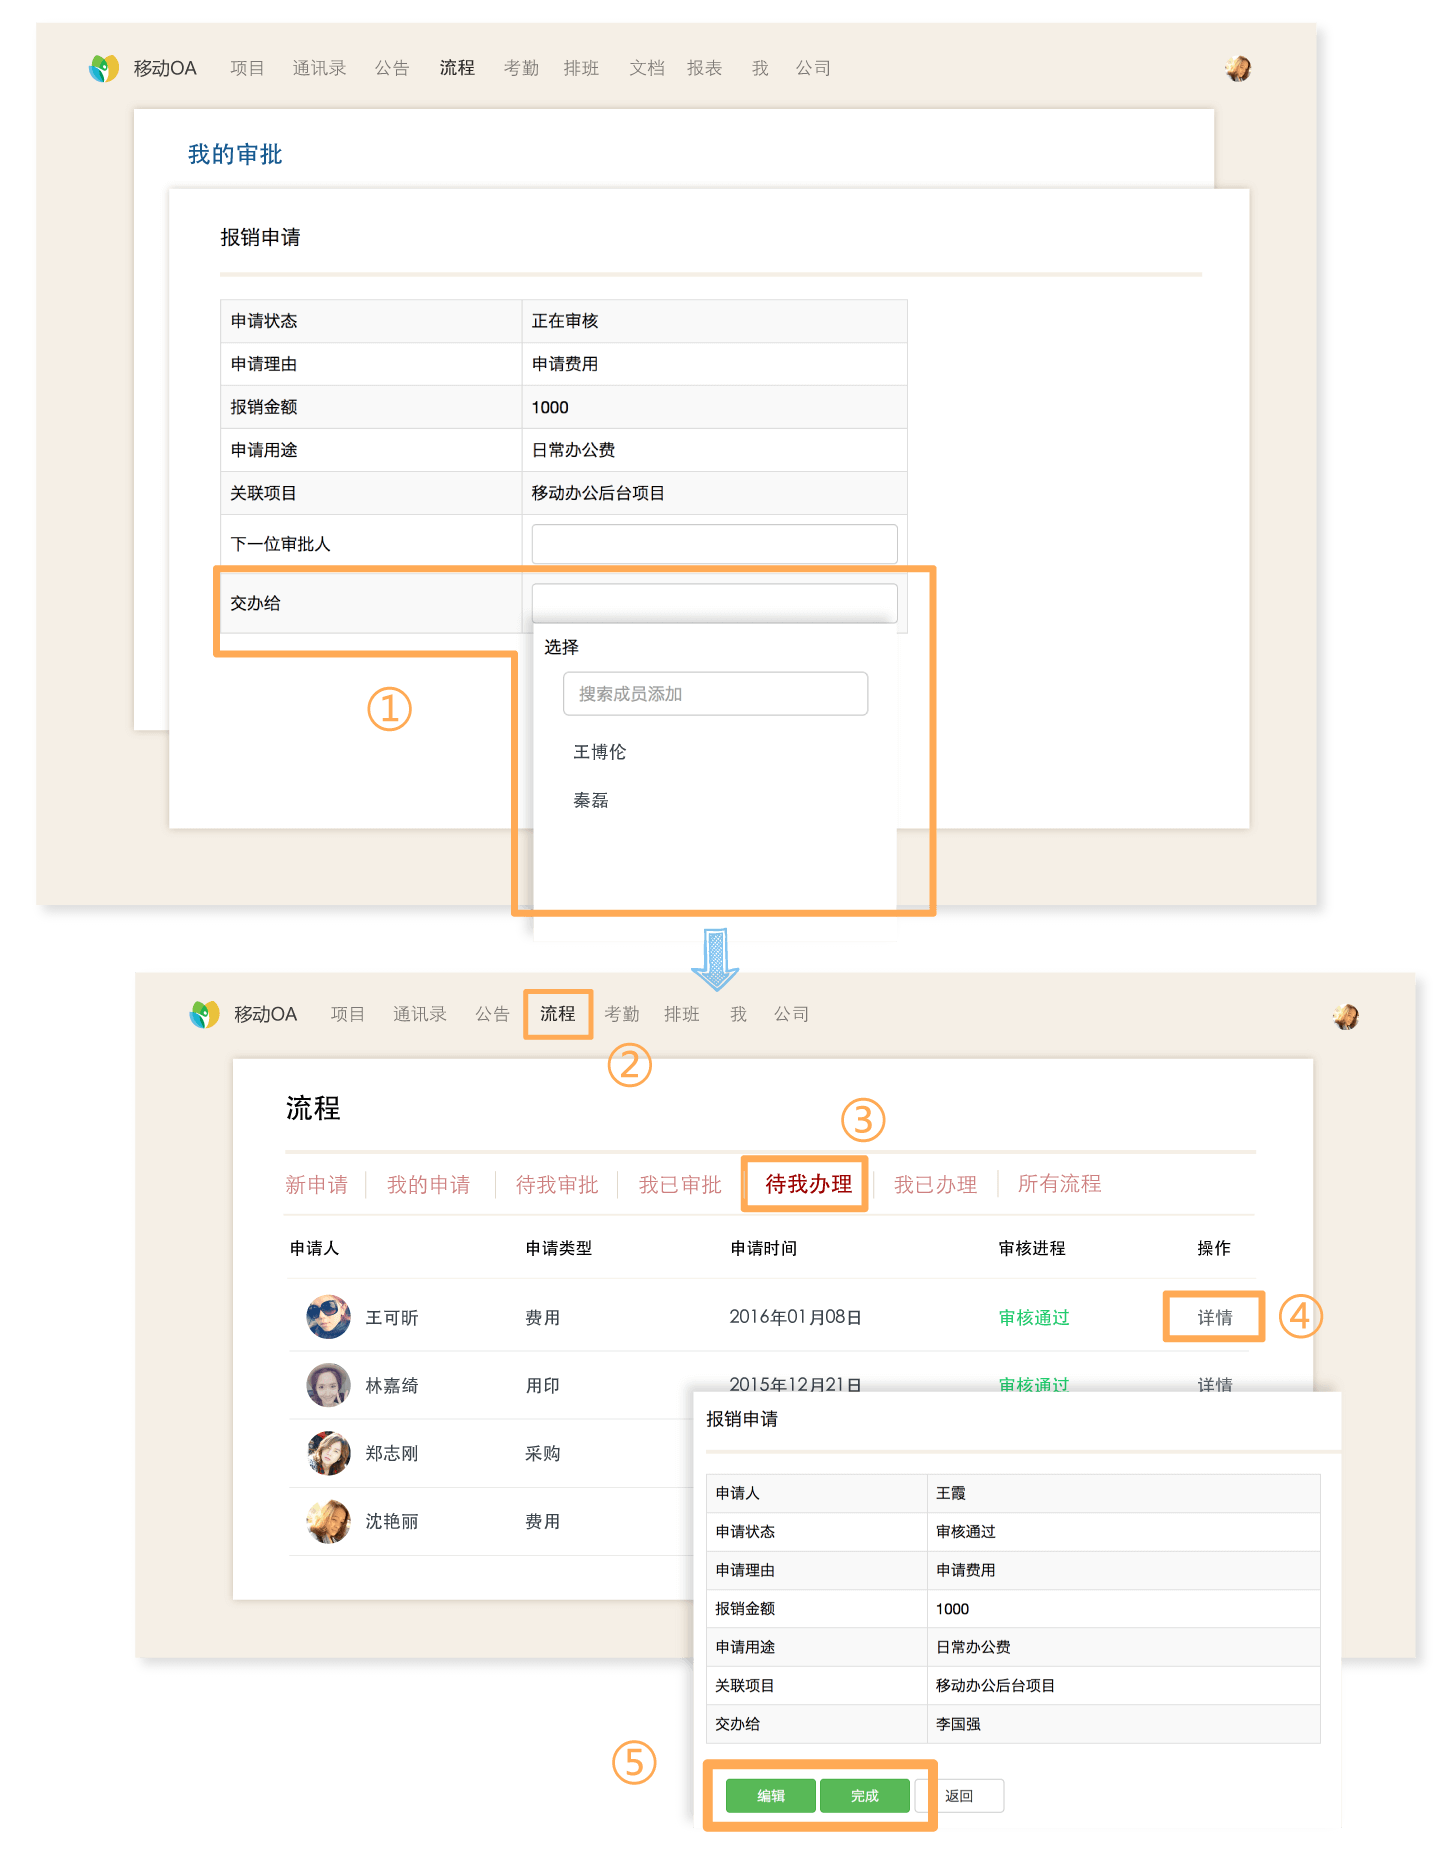 移动OA 项目 通讯录 公告 流程 考勤 排班 文档 报表 我 公司
我的审批
报销申请
申请状态 正在审核
申请理由 申请费用
报销金额 1000
申请用途 日常办公费
关联项目 移动办公后台项目
下一位审批人
交办给
选择
搜索成员添加
①
王博伦
秦磊
移动OA 项目 通讯录 公告 流程 考勤 排班 我 公司
②
流程
③
新申请 我的申请 待我审批 我已审批 待我办理 我已办理 所有流程
申请人 申请类型 申请时间 审核进程 操作
王可昕 费用 2016年01月08日 审核通过 详情 ④
林嘉绮 用印 2015年12月21日 审核通过 详情
郑志刚 采购
沈艳丽 费用
报销申请
申请人 王霞
申请状态 审核通过
申请理由 申请费用
报销金额 1000
申请用途 日常办公费
关联项目 移动办公后台项目
交办给 李国强
⑤
编辑 完成 返回